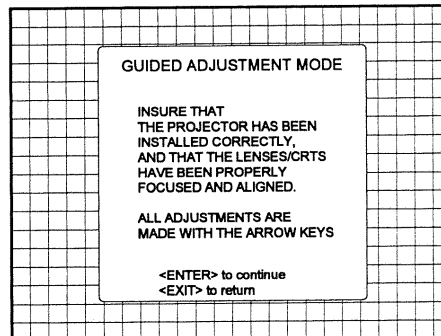 GUIDED ADJUSTMENT MODE
INSURE THAT
THE PROJECTOR HAS BEEN
INSTALLED CORRECTLY,
AND THAT THE LENSES/CRTS
HAVE BEEN PROPERLY
FOCUSED AND ALIGNED.
ALL ADJUSTMENTS ARE
MADE WITH THE ARROW KEYS
<ENTER> to continue
<EXIT> to return